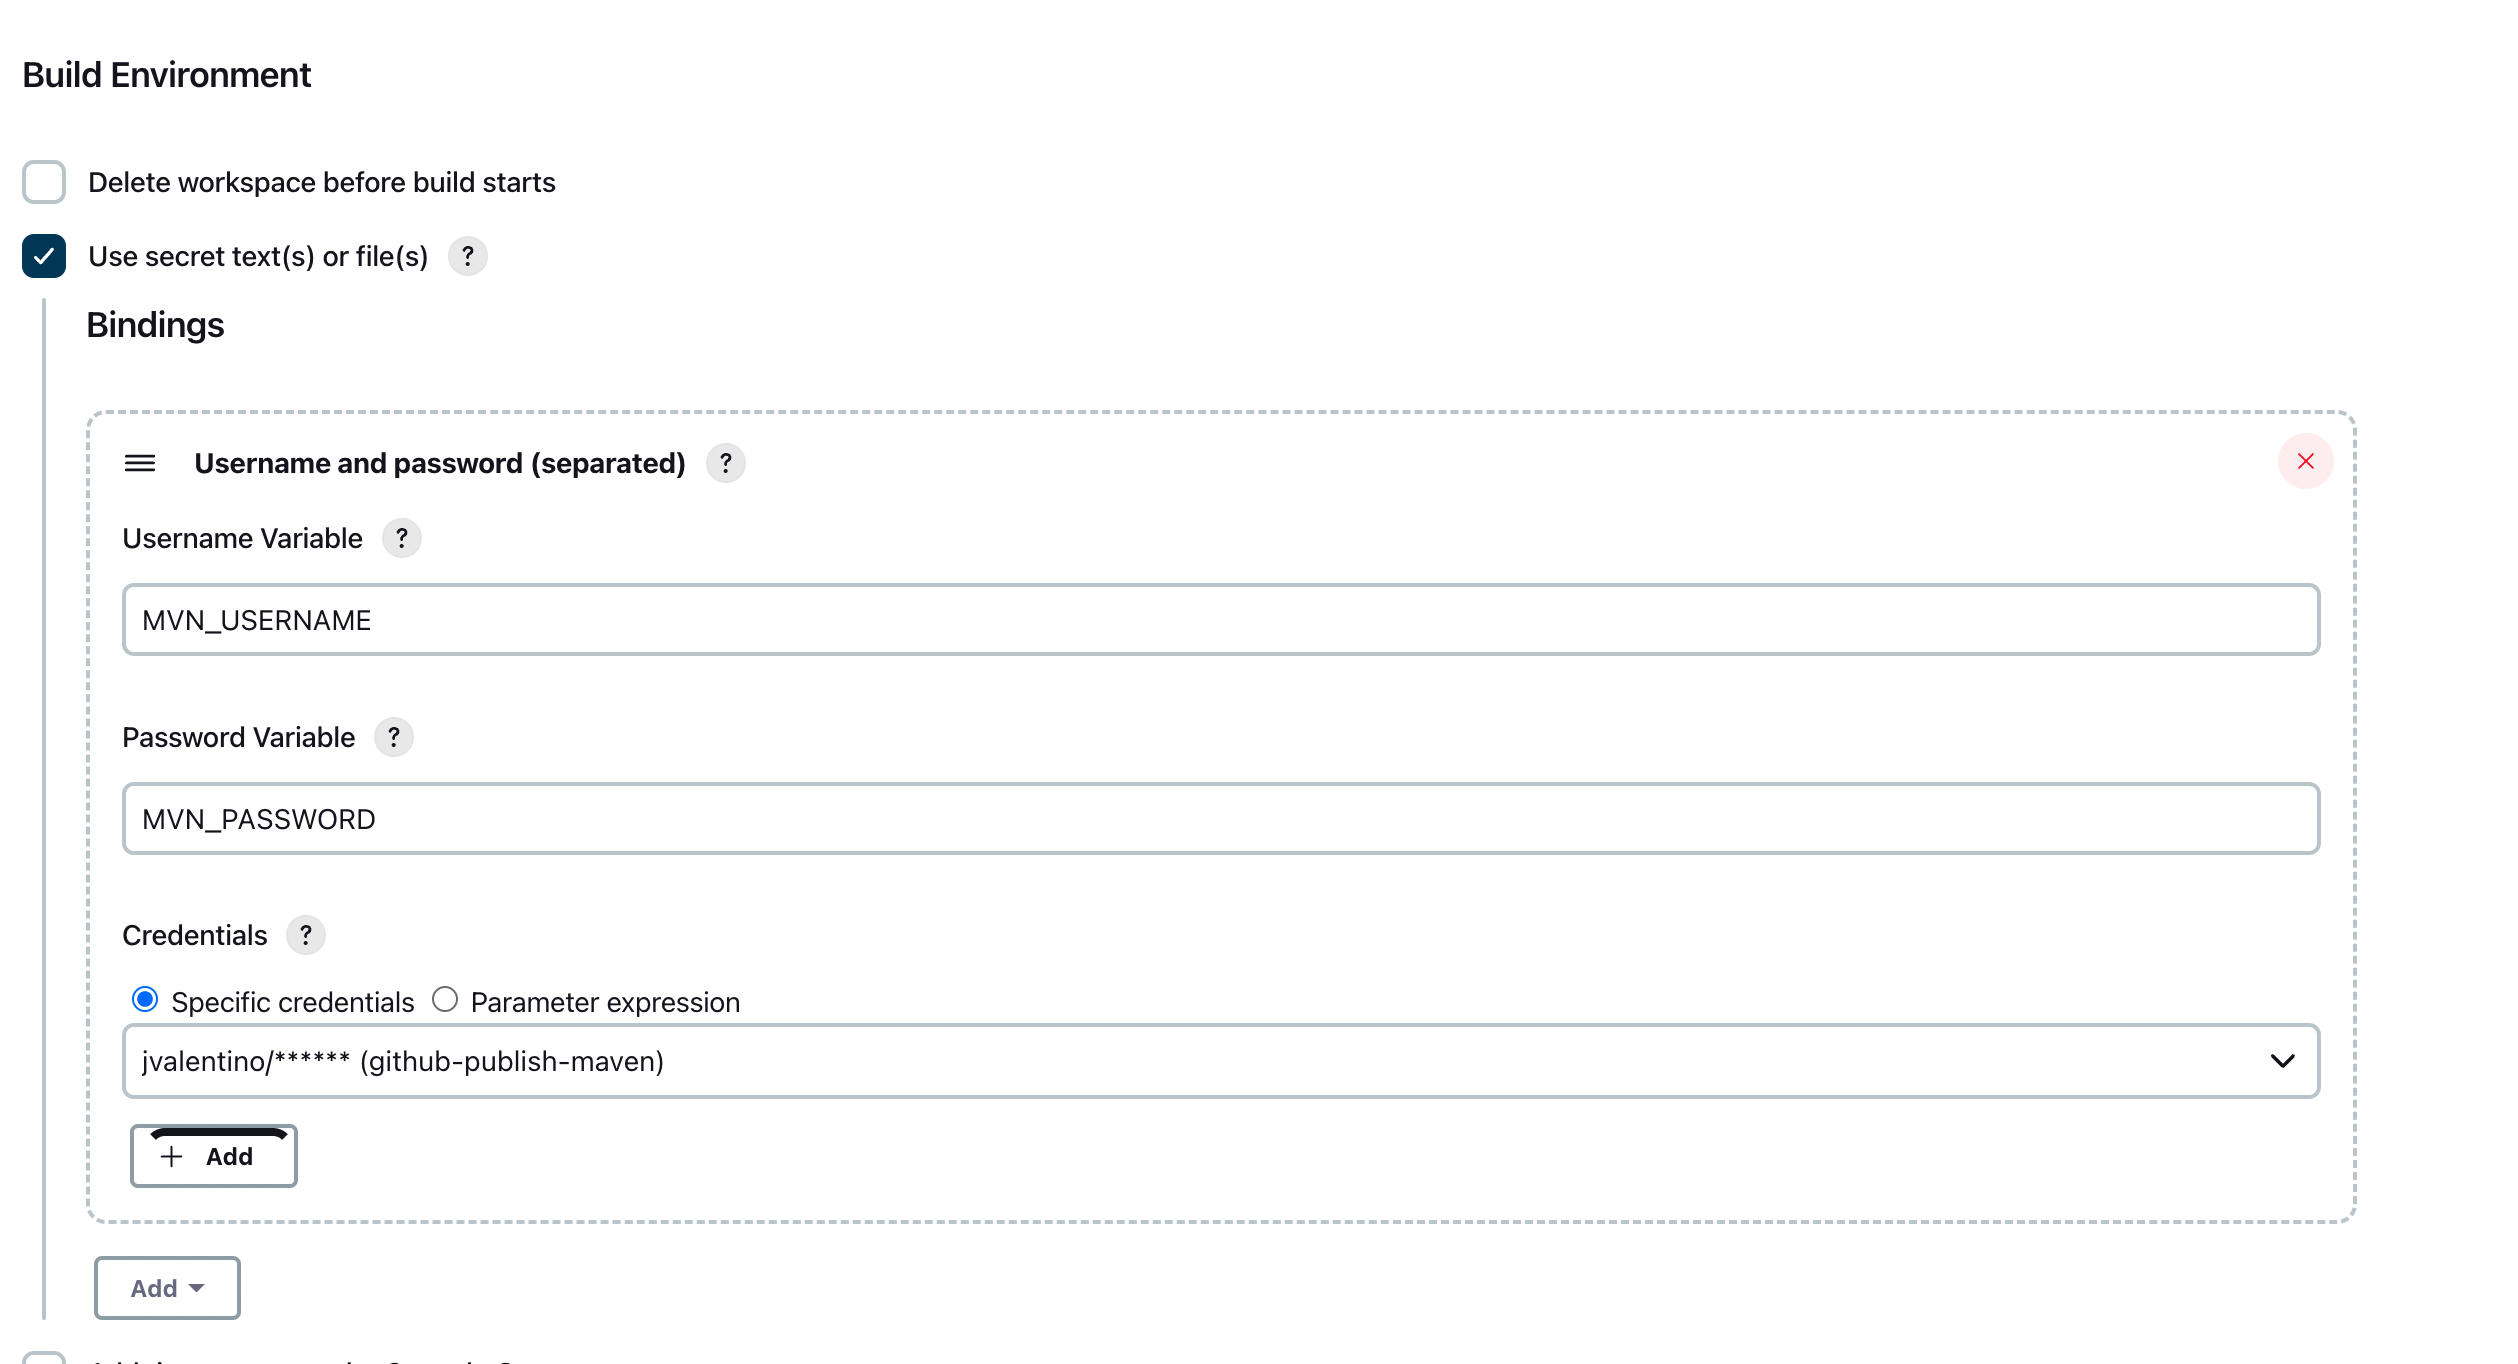 Build Environment
Delete workspace before build starts
Use secret text(s) or file(s) ?
Bindings
Username and password (separated) ?
Username Variable ?
MVN_USERNAME
Password Variable ?
MVN_PASSWORD
Credentials ?
Specific credentials Parameter expression
jvalentino/****** (github-publish-maven)
+ Add
Add